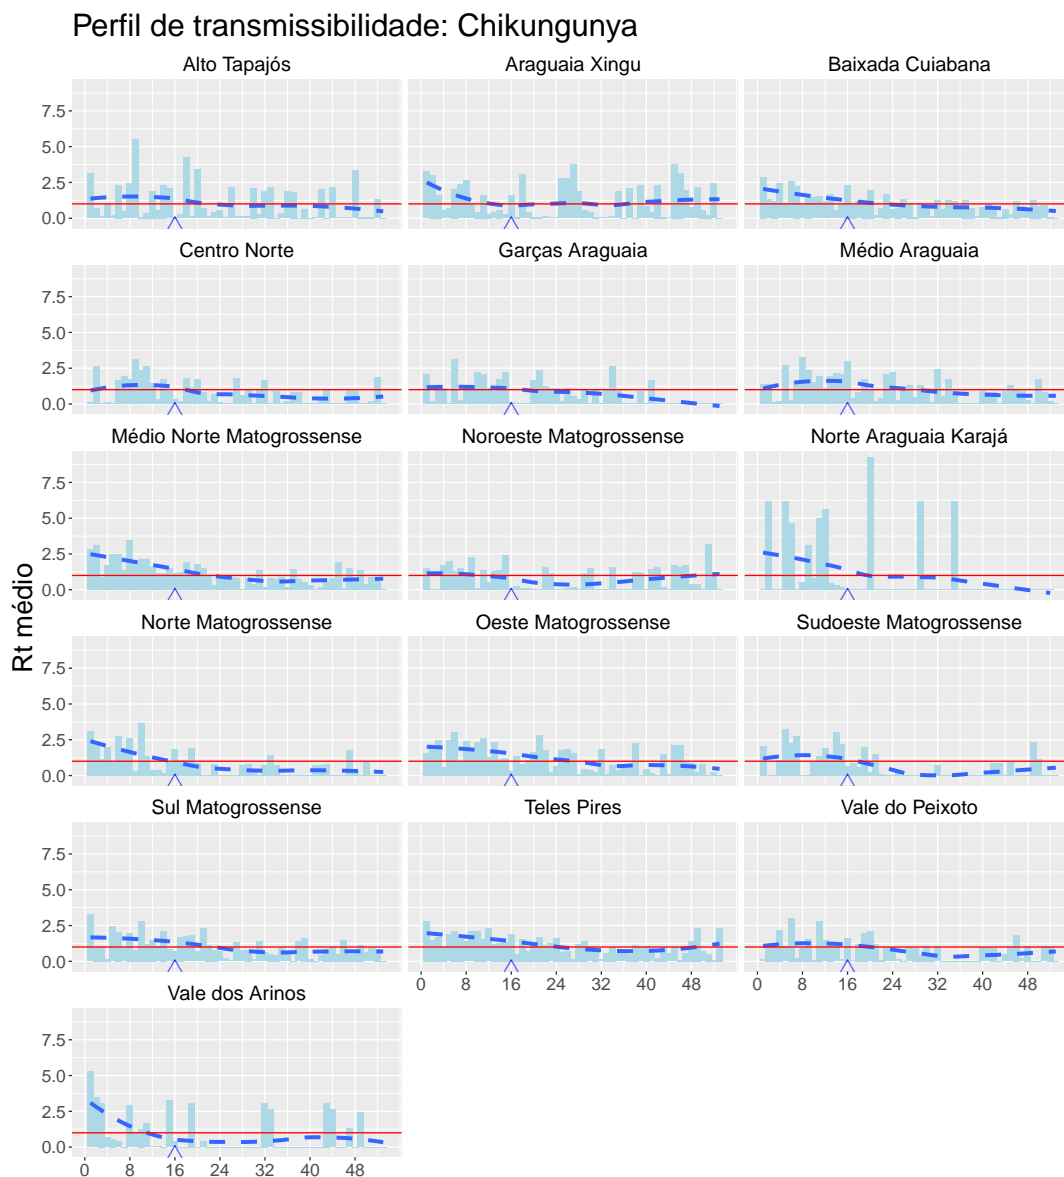 Perfil de transmissibilidade: Chikungunya
Alto Tapajós
Araguaia Xingu
Baixada Cuiabana
7.5
5.0
2.5
0.0
Centro Norte
Garças Araguaia
Médio Araguaia
7.5
5.0
2.5
0.0
Médio Norte Matogrossense
Noroeste Matogrossense
Norte Araguaia Karajá
7.5
5.0
2.5
0.0
Rt médio
Norte Matogrossense
Oeste Matogrossense
Sudoeste Matogrossense
7.5
5.0
2.5
0.0
Sul Matogrossense
Teles Pires
Vale do Peixoto
7.5
5.0
2.5
0.0
0 8 16 24 32 40 48
0 8 16 24 32 40 48
Vale dos Arinos
7.5
5.0
2.5
0.0
0 8 16 24 32 40 48